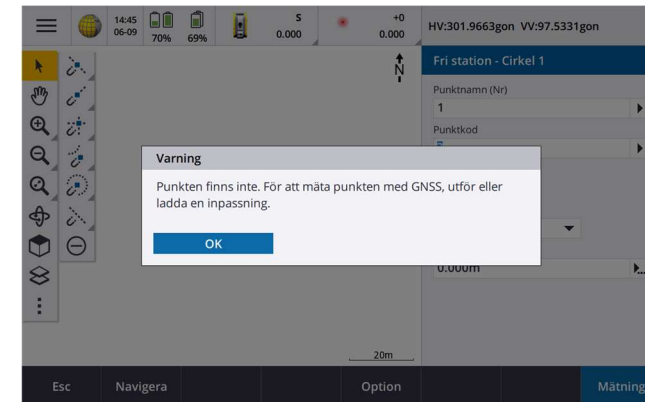 14:45
06-09
70%
69%
S
0.000
+0
0.000
HV:301.9663gon VV:97.5331gon
Fri station - Cirkel 1
Punktnamn (Nr)
1
Punktkod
N
Varning
Punkten finns inte. För att mäta punkten med GNSS, utför eller
ladda en inpassning.
OK
0.000m
20m
Esc
Navigera
Option
Mätning